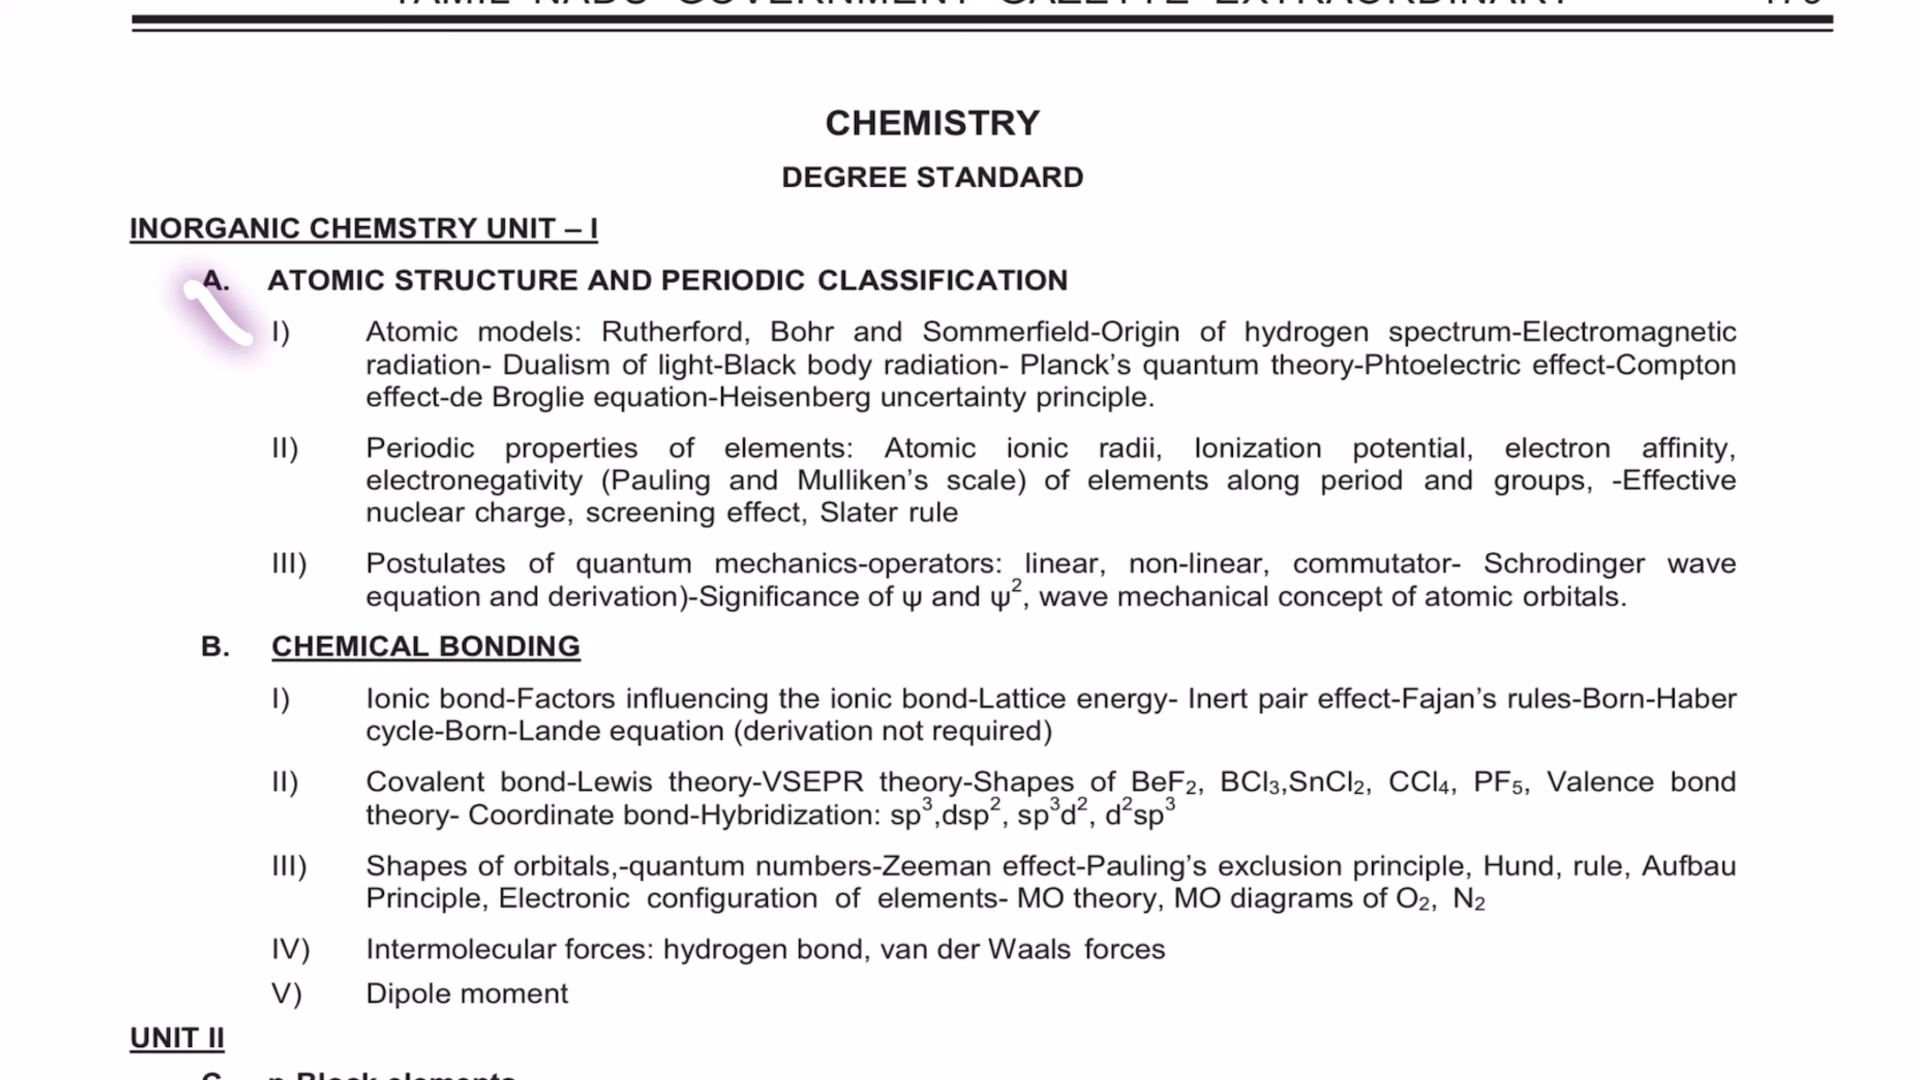 TAMIL NADU GOVERNMENT GAZETTE EXTRAORDINARY
CHEMISTRY
DEGREE STANDARD
INORGANIC CHEMSTRY UNIT – I
A. ATOMIC STRUCTURE AND PERIODIC CLASSIFICATION
I) Atomic models: Rutherford, Bohr and Sommerfield-Origin of hydrogen spectrum-Electromagnetic
radiation- Dualism of light-Black body radiation- Planck’s quantum theory-Phtoelectric effect-Compton
effect-de Broglie equation-Heisenberg uncertainty principle.
II) Periodic properties of elements: Atomic ionic radii, Ionization potential, electron affinity,
electronegativity (Pauling and Mulliken’s scale) of elements along period and groups, -Effective
nuclear charge, screening effect, Slater rule
III) Postulates of quantum mechanics-operators: linear, non-linear, commutator- Schrodinger wave
equation and derivation)-Significance of ψ and ψ², wave mechanical concept of atomic orbitals.
B. CHEMICAL BONDING
I) Ionic bond-Factors influencing the ionic bond-Lattice energy- Inert pair effect-Fajan’s rules-Born-Haber
cycle-Born-Lande equation (derivation not required)
II) Covalent bond-Lewis theory-VSEPR theory-Shapes of BeF₂, BCl₃,SnCl₂, CCl₄, PF₅, Valence bond
theory- Coordinate bond-Hybridization: sp³,dsp², sp³d², d²sp³
III) Shapes of orbitals,-quantum numbers-Zeeman effect-Pauling’s exclusion principle, Hund, rule, Aufbau
Principle, Electronic configuration of elements- MO theory, MO diagrams of O₂, N₂
IV) Intermolecular forces: hydrogen bond, van der Waals forces
V) Dipole moment
UNIT II
C. p-Block elements